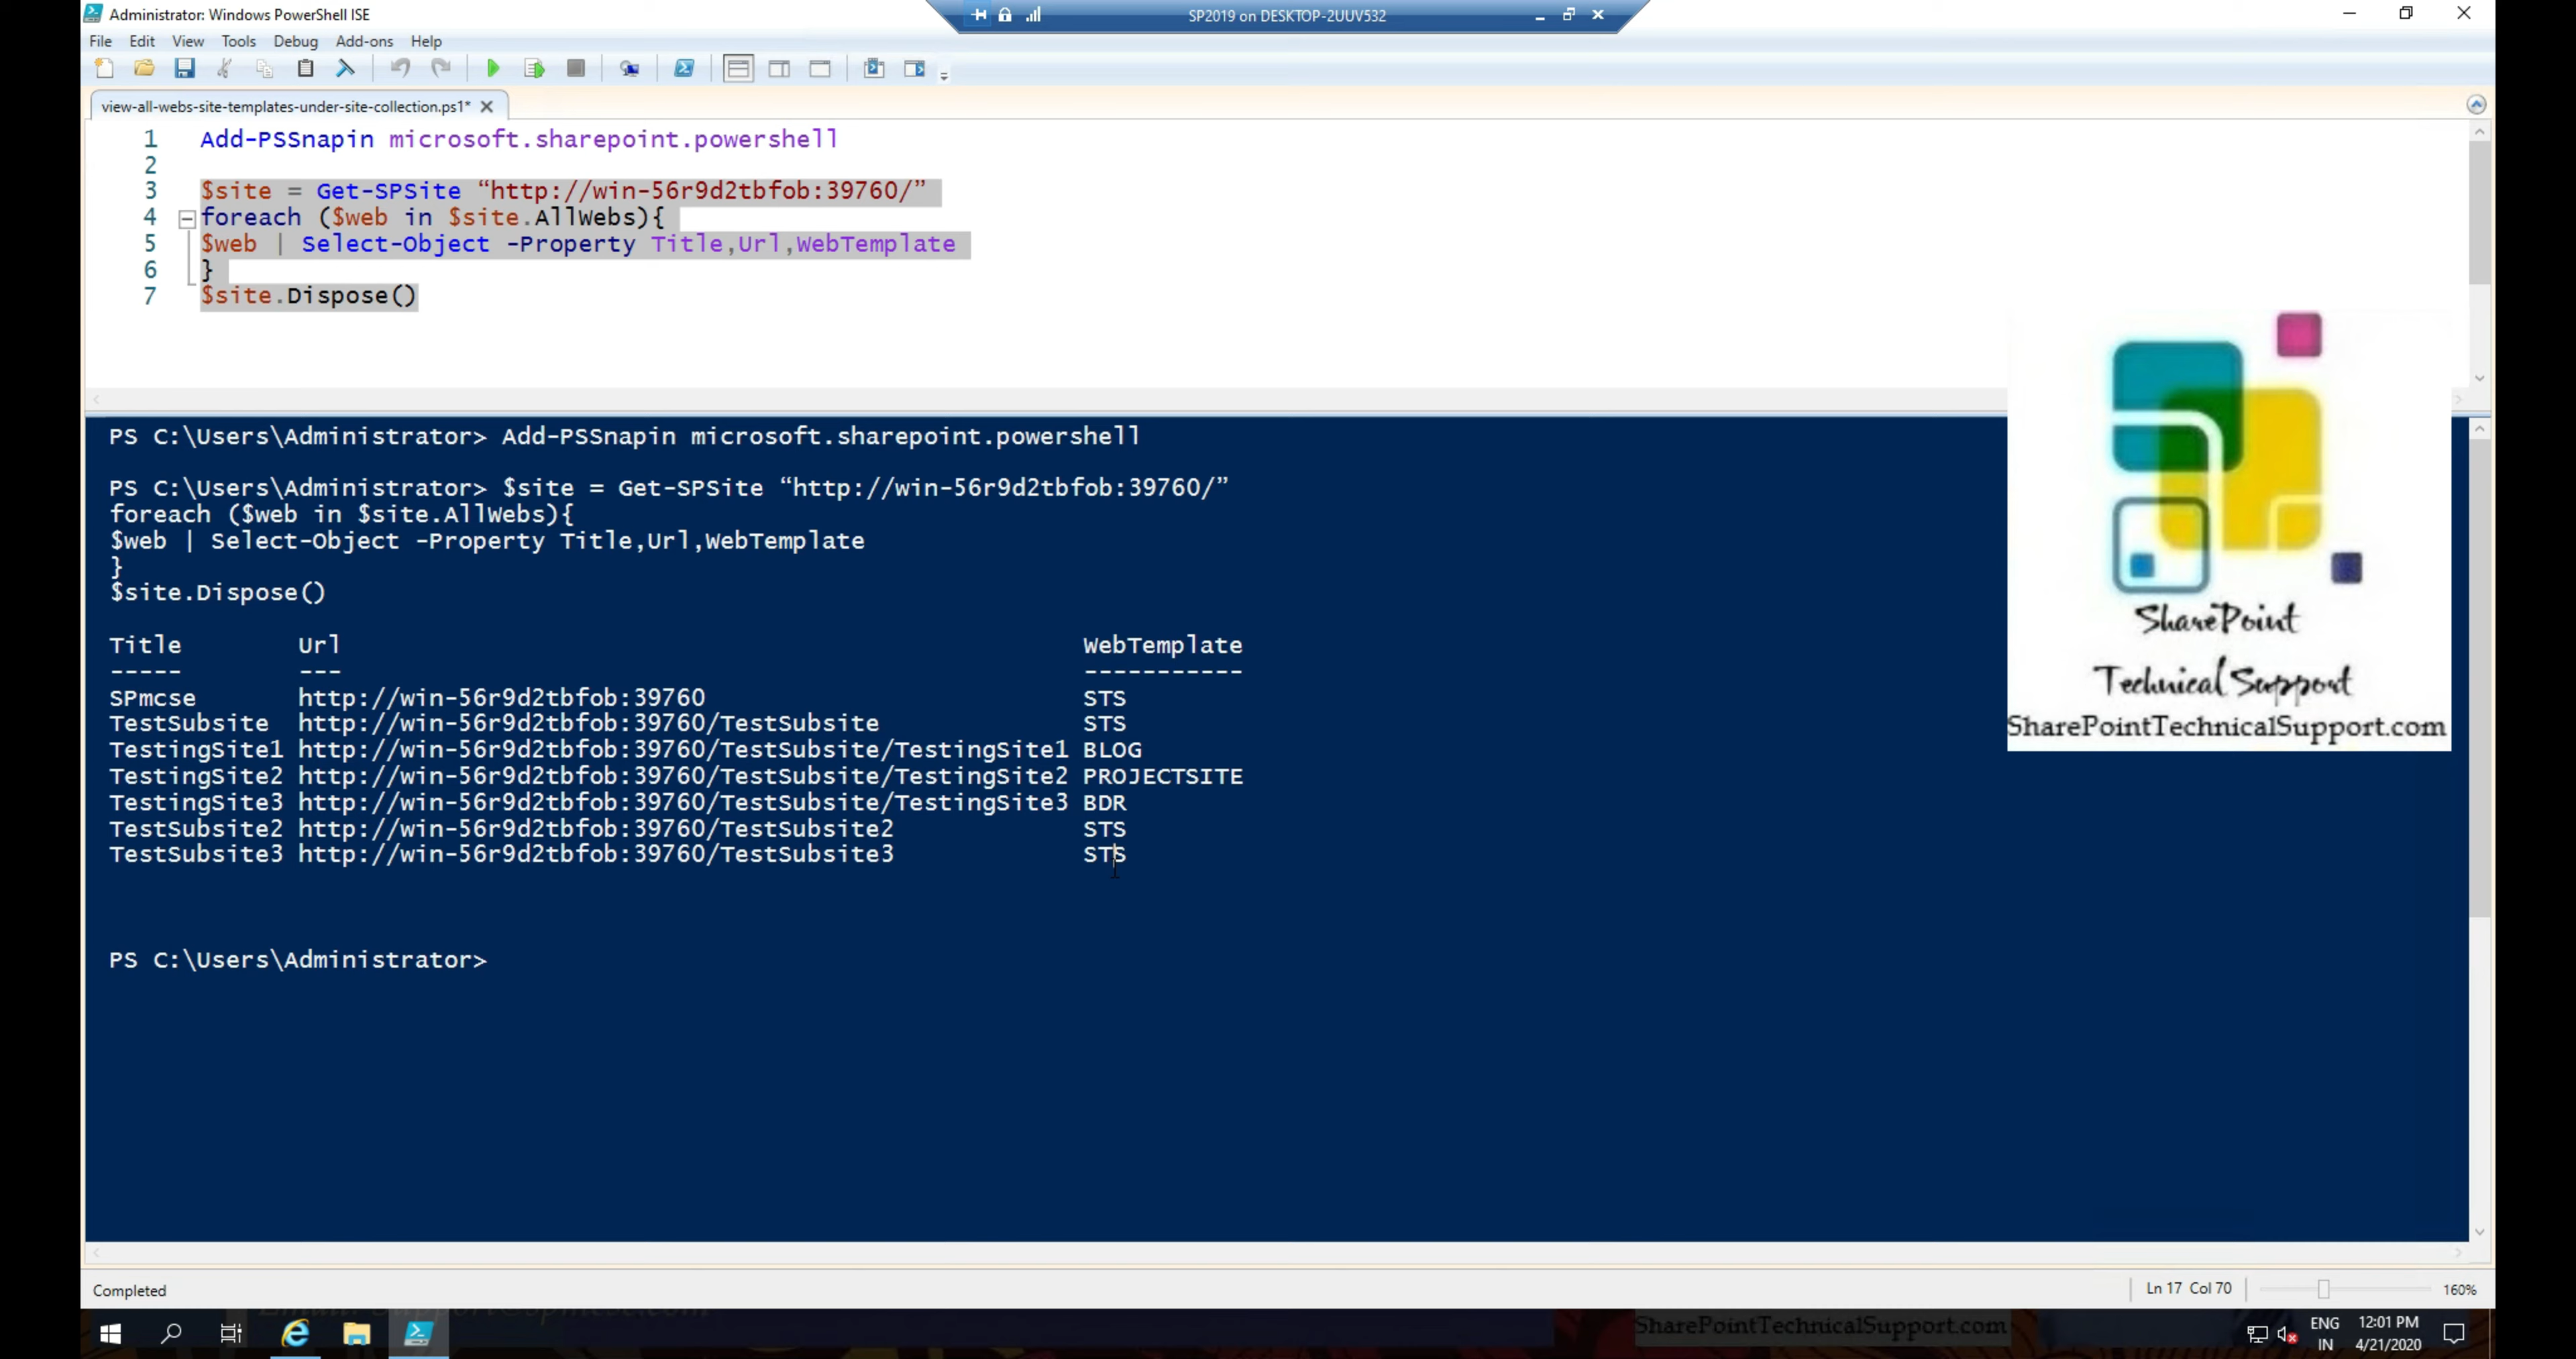 Administrator: Windows PowerShell ISE
SP2019 on DESKTOP-2UUV532
File Edit View Tools Debug Add-ons Help
view-all-webs-site-templates-under-site-collection.ps1*
1 Add-PSSnapin microsoft.sharepoint.powershell
2
3 $site = Get-SPSite “http://win-56r9d2tbfob:39760/”
4 foreach ($web in $site.AllWebs){
5 $web | Select-Object -Property Title,Url,WebTemplate
6 }
7 $site.Dispose()
PS C:\Users\Administrator> Add-PSSnapin microsoft.sharepoint.powershell
PS C:\Users\Administrator> $site = Get-SPSite “http://win-56r9d2tbfob:39760/”
foreach ($web in $site.AllWebs){
$web | Select-Object -Property Title,Url,WebTemplate
}
$site.Dispose()
Title Url WebTemplate
----- --- -----------
SPmcse http://win-56r9d2tbfob:39760 STS
TestSubsite http://win-56r9d2tbfob:39760/TestSubsite STS
TestingSite1 http://win-56r9d2tbfob:39760/TestSubsite/TestingSite1 BLOG
TestingSite2 http://win-56r9d2tbfob:39760/TestSubsite/TestingSite2 PROJECTSITE
TestingSite3 http://win-56r9d2tbfob:39760/TestSubsite/TestingSite3 BDR
TestSubsite2 http://win-56r9d2tbfob:39760/TestSubsite2 STS
TestSubsite3 http://win-56r9d2tbfob:39760/TestSubsite3 STS
PS C:\Users\Administrator>
SharePoint
Technical Support
SharePointTechnicalSupport.com
Completed
Ln 17 Col 70
160%
SharePointTechnicalSupport.com
ENG
IN
12:01 PM
4/21/2020